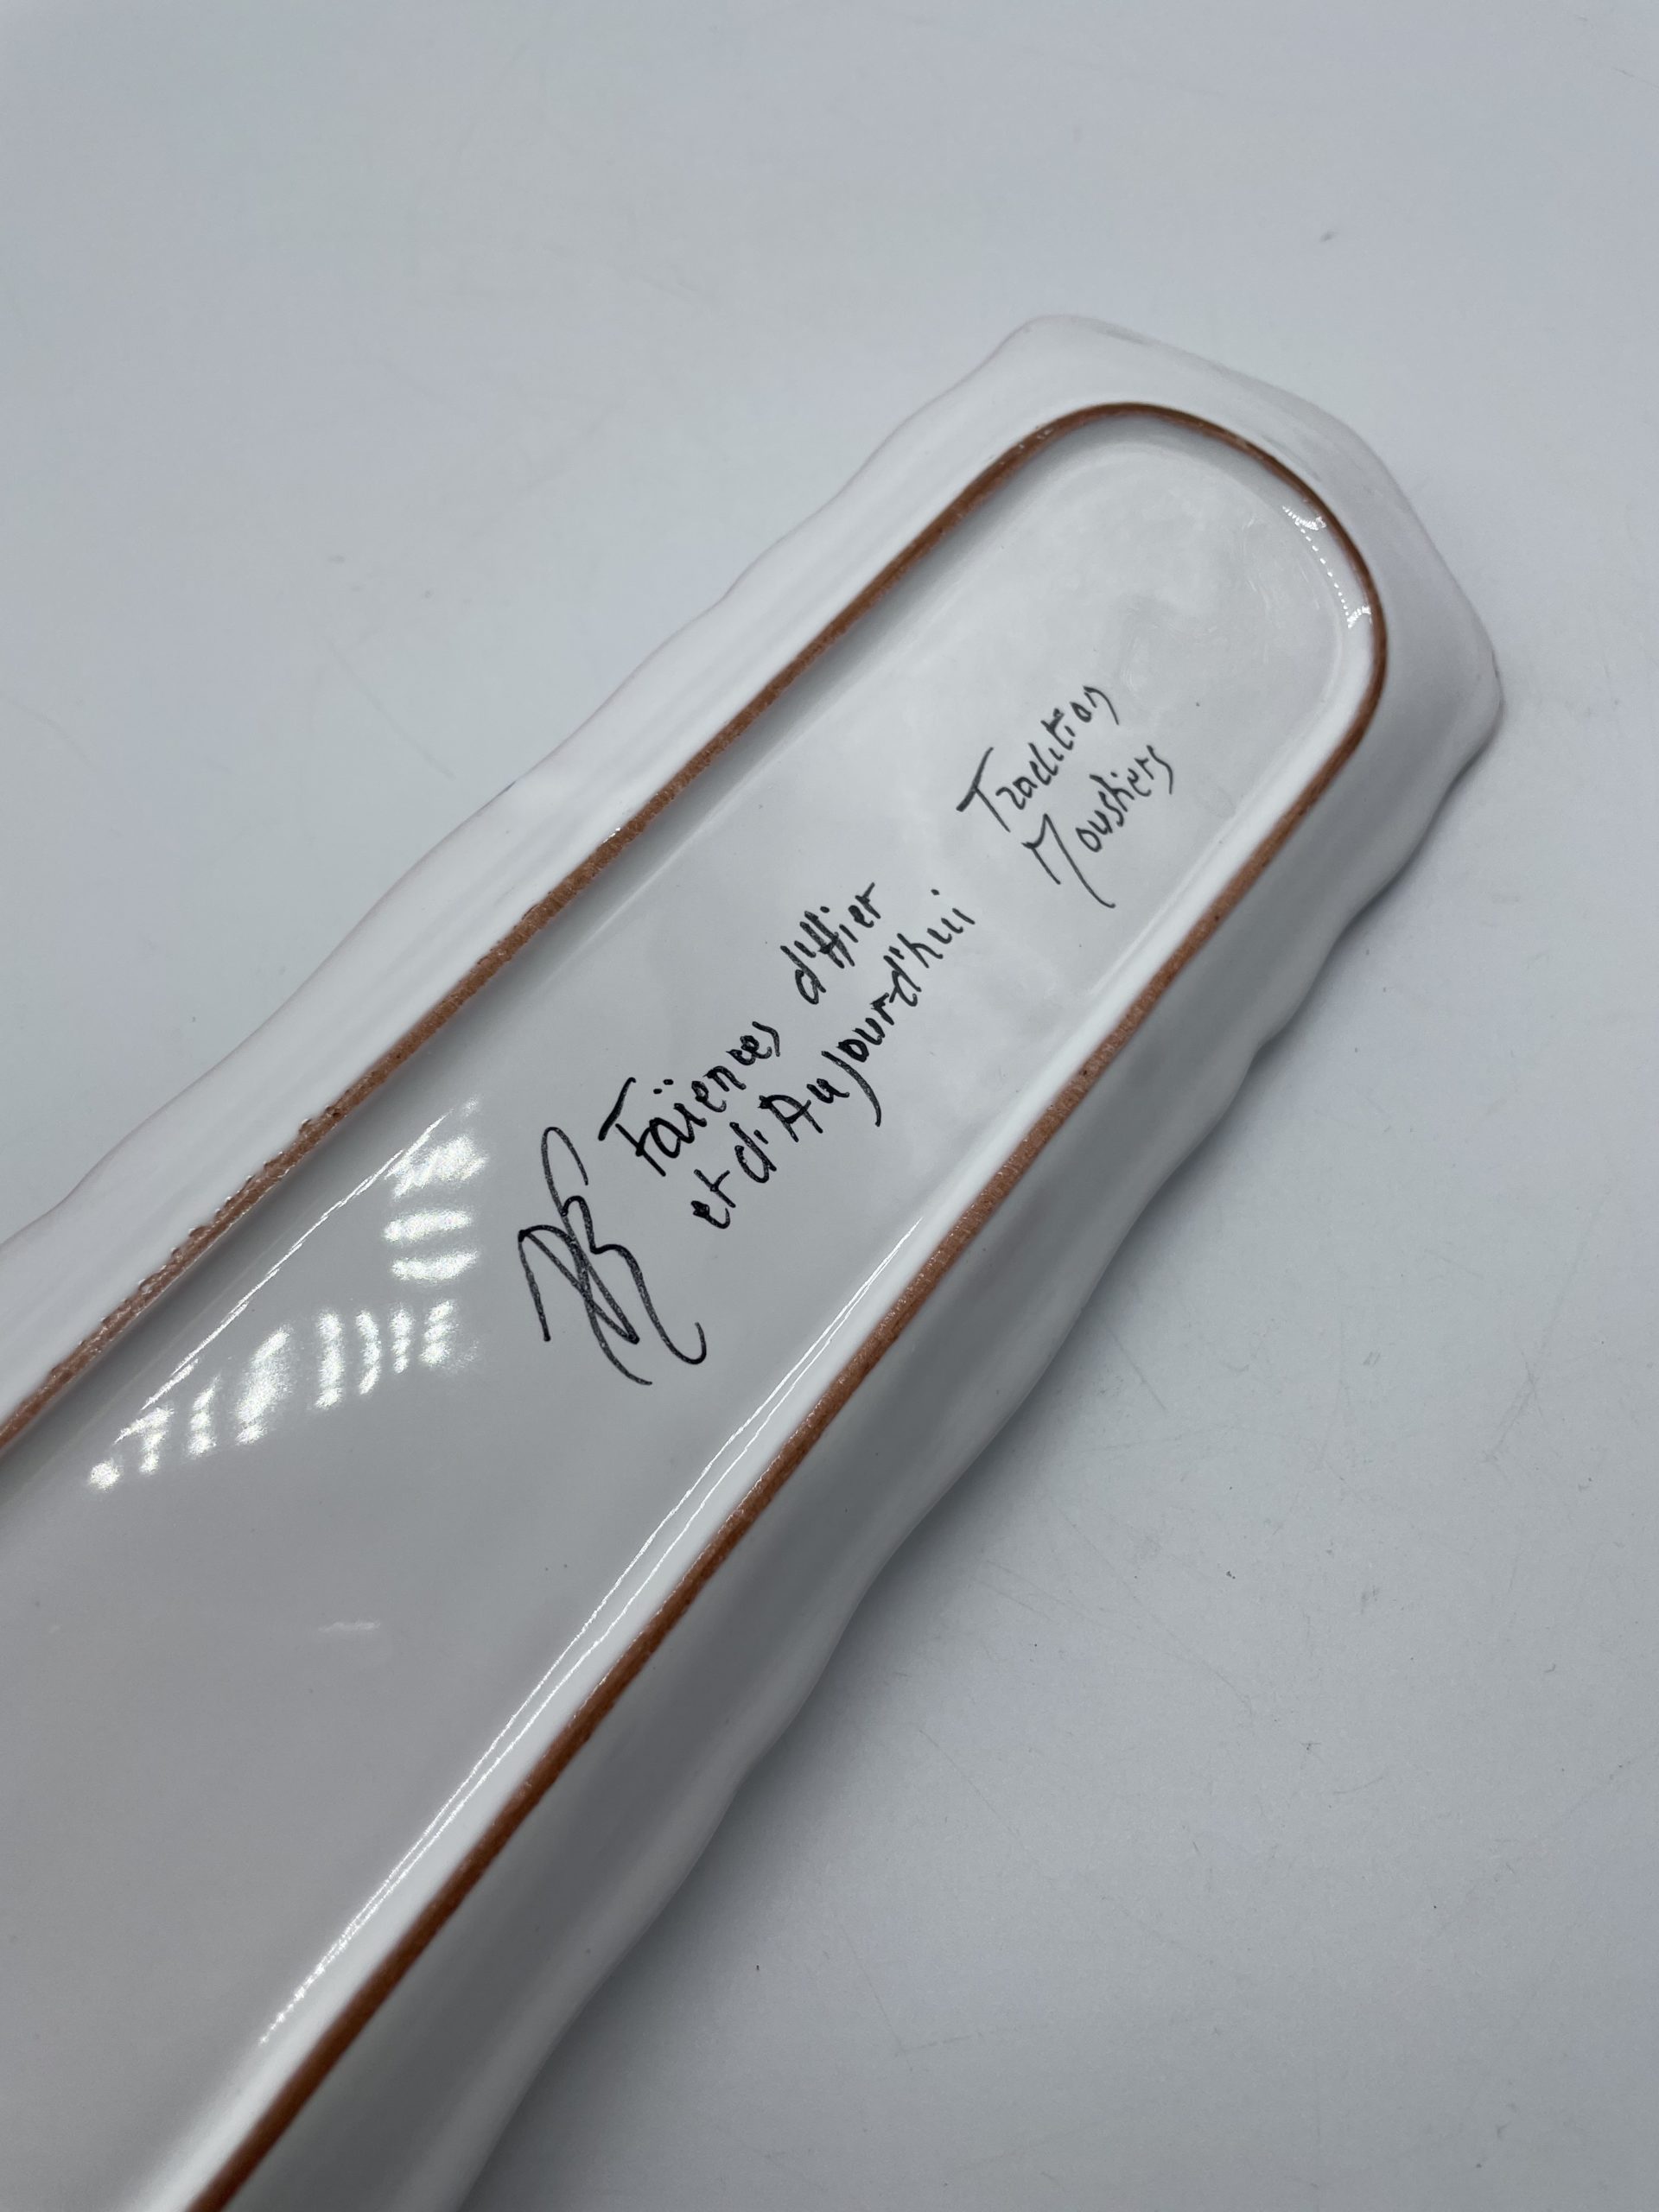 Faïences d'Hier
et d'Aujourd'hui
Tradition
Moustiers